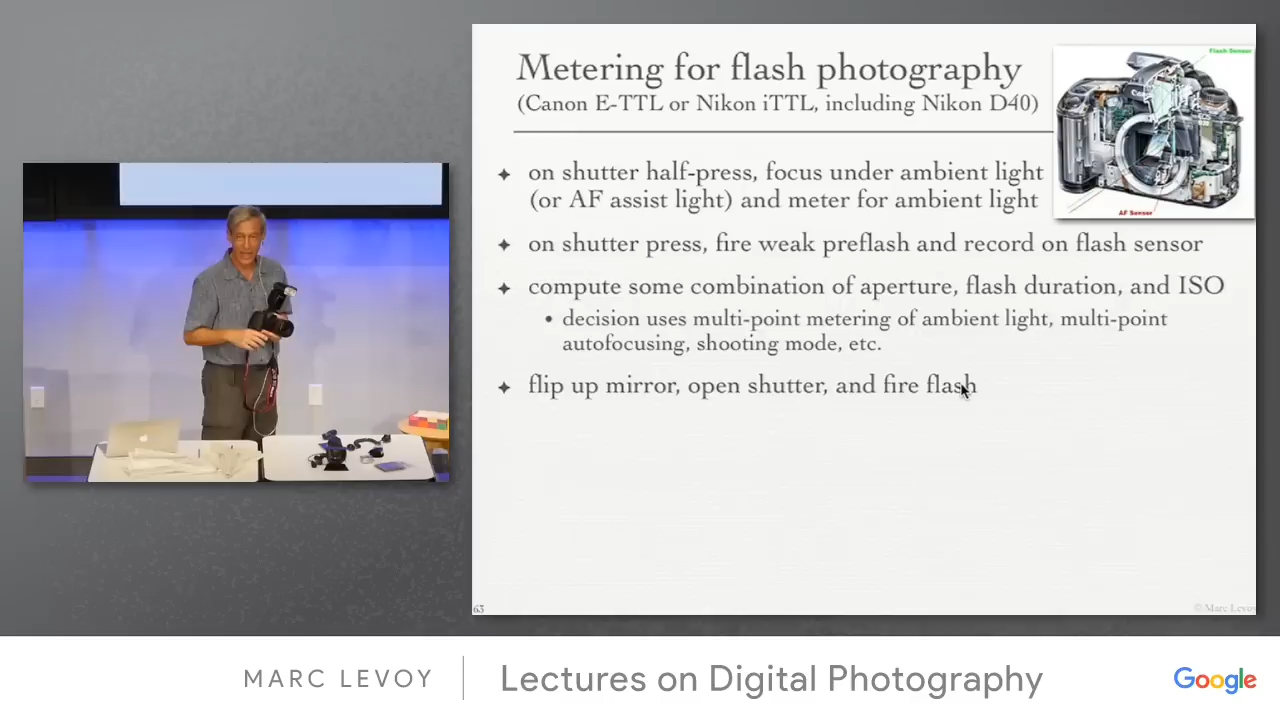 Metering for flash photography
(Canon E-TTL or Nikon iTTL, including Nikon D40)
Flash Sensor
AF Sensor
✦ on shutter half-press, focus under ambient light
(or AF assist light) and meter for ambient light
✦ on shutter press, fire weak preflash and record on flash sensor
✦ compute some combination of aperture, flash duration, and ISO
• decision uses multi-point metering of ambient light, multi-point
autofocusing, shooting mode, etc.
✦ flip up mirror, open shutter, and fire flash
63
© Marc Levoy
MARC LEVOY
Lectures on Digital Photography
Google